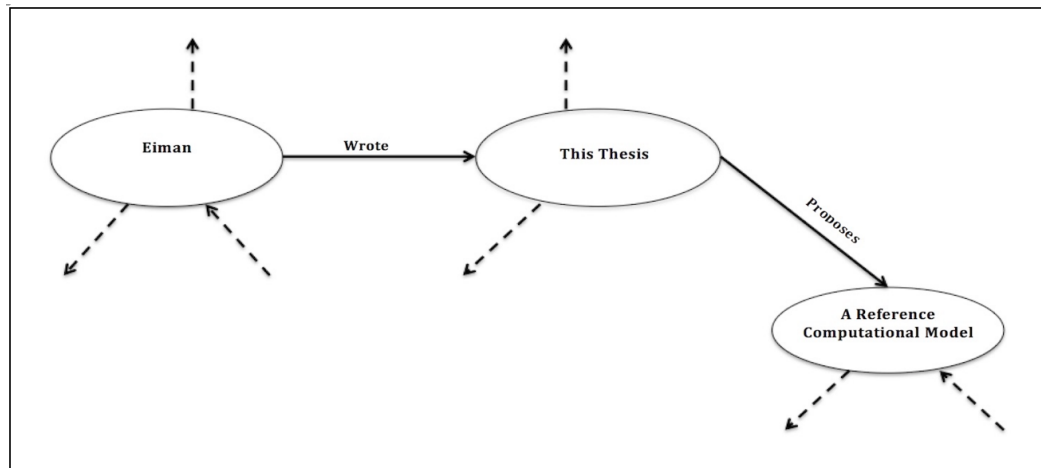 Eiman
Wrote
This Thesis
Proposes
A Reference
Computational Model